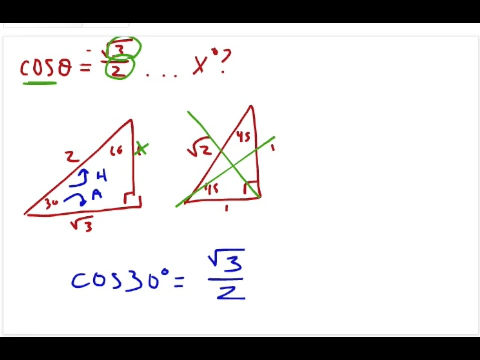 cosθ = √3/2 ... x°?
2 60
H
30 A
√3
√2 45 1
45
1
cos30° = √3/2